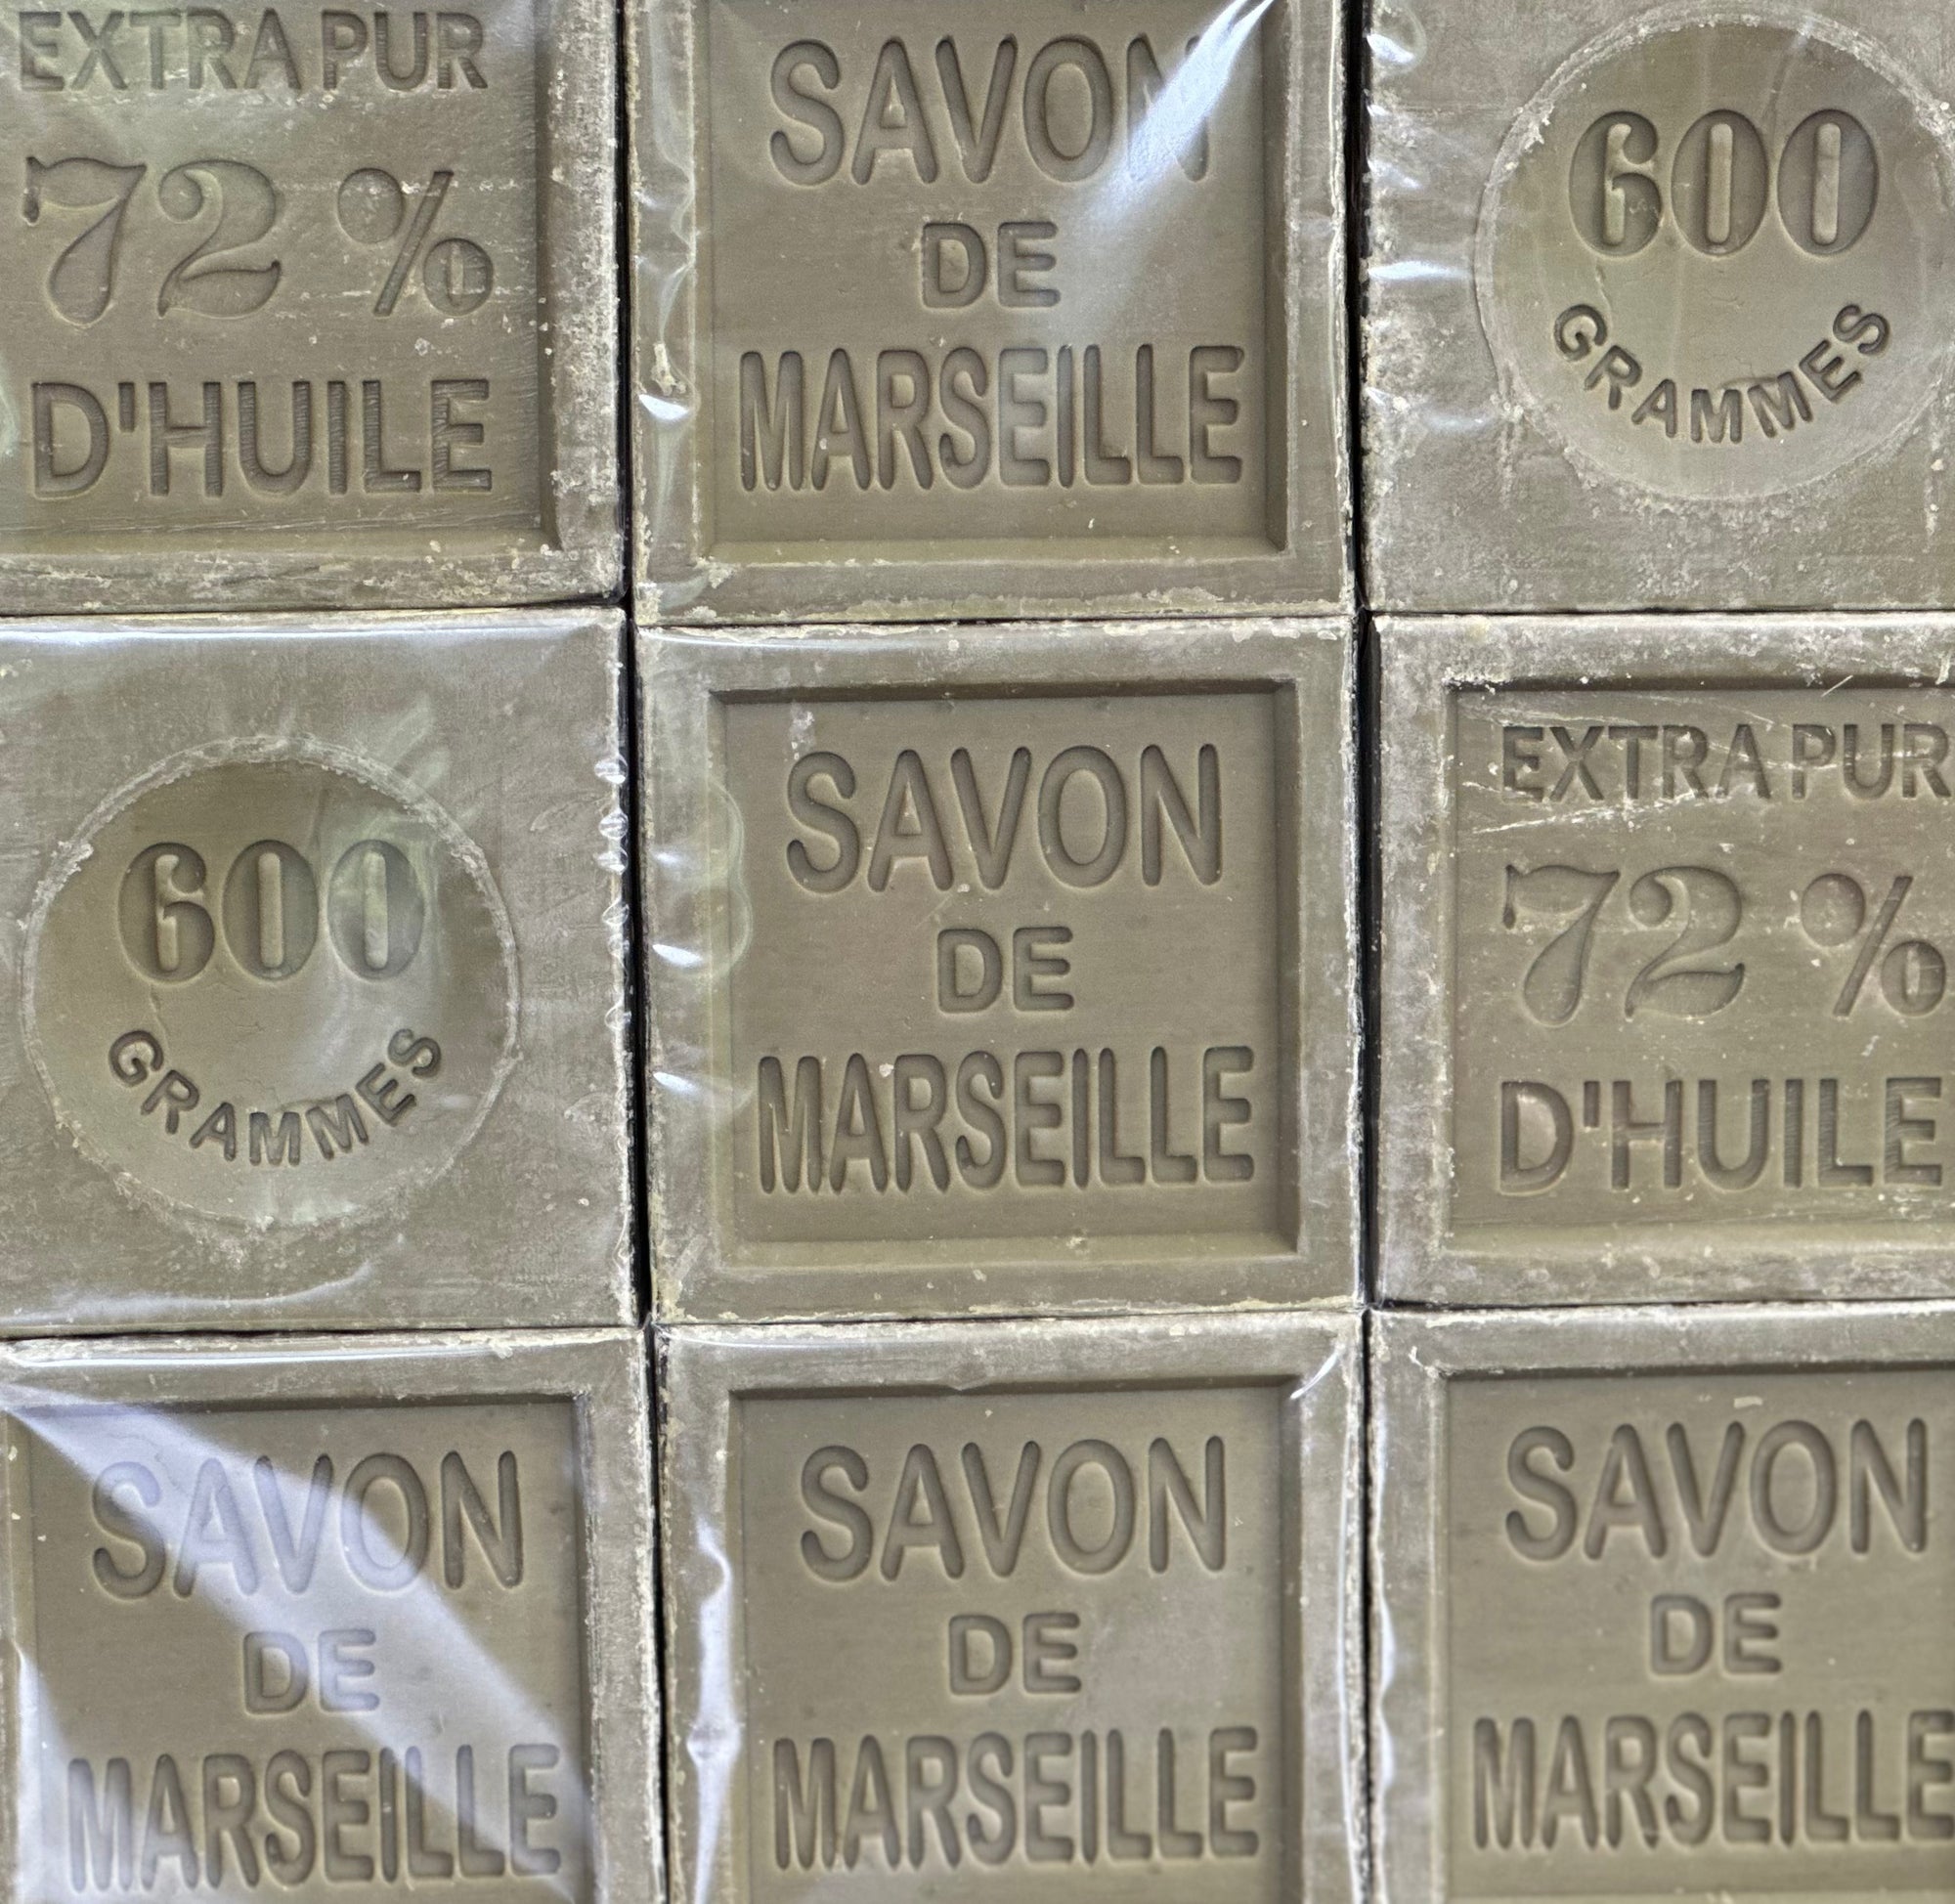 EXTRA PUR
72 %
D'HUILE
SAVON
DE
MARSEILLE
600
GRAMMES
600
GRAMMES
SAVON
DE
MARSEILLE
EXTRA PUR
72 %
D'HUILE
SAVON
DE
MARSEILLE
SAVON
DE
MARSEILLE
SAVON
DE
MARSEILLE